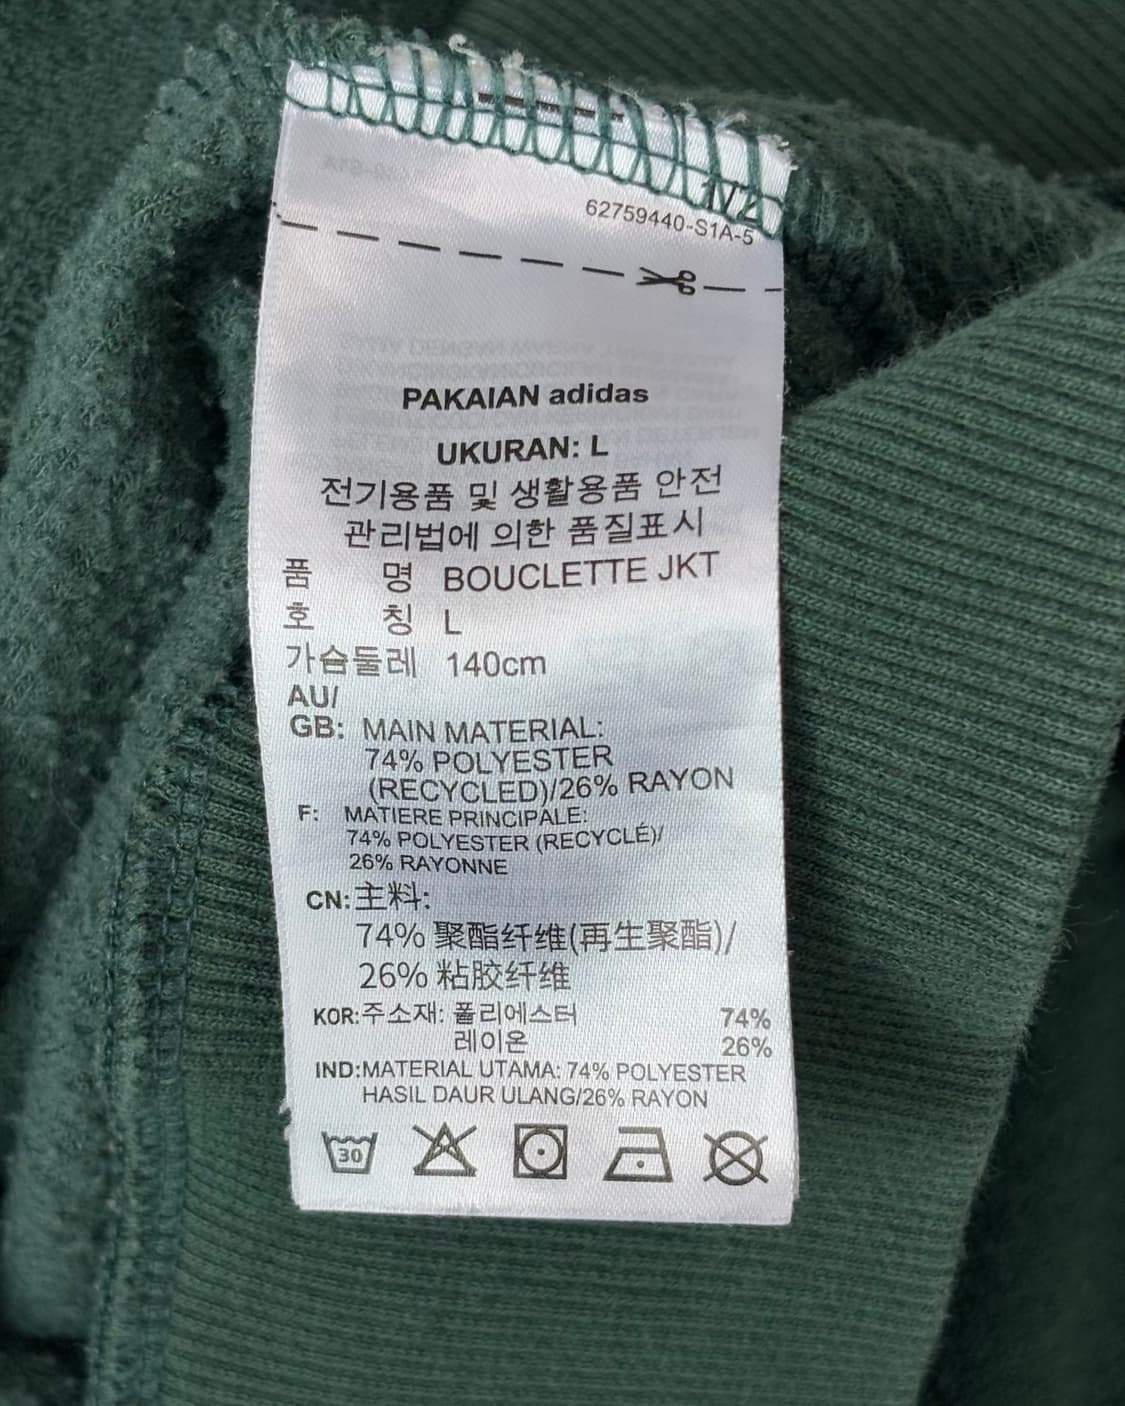 1/2
62759440-S1A-5
PAKAIAN adidas
UKURAN: L
전기용품 및 생활용품 안전
관리법에 의한 품질표시
품 명 BOUCLETTE JKT
호 칭 L
가슴둘레 140cm
AU/
GB: MAIN MATERIAL:
74% POLYESTER
(RECYCLED)/26% RAYON
F: MATIERE PRINCIPALE:
74% POLYESTER (RECYCLÉ)/
26% RAYONNE
CN: 主料:
74% 聚酯纤维(再生聚酯)/
26% 粘胶纤维
KOR: 주소재: 폴리에스터 74%
레이온 26%
IND: MATERIAL UTAMA: 74% POLYESTER
HASIL DAUR ULANG/26% RAYON
30